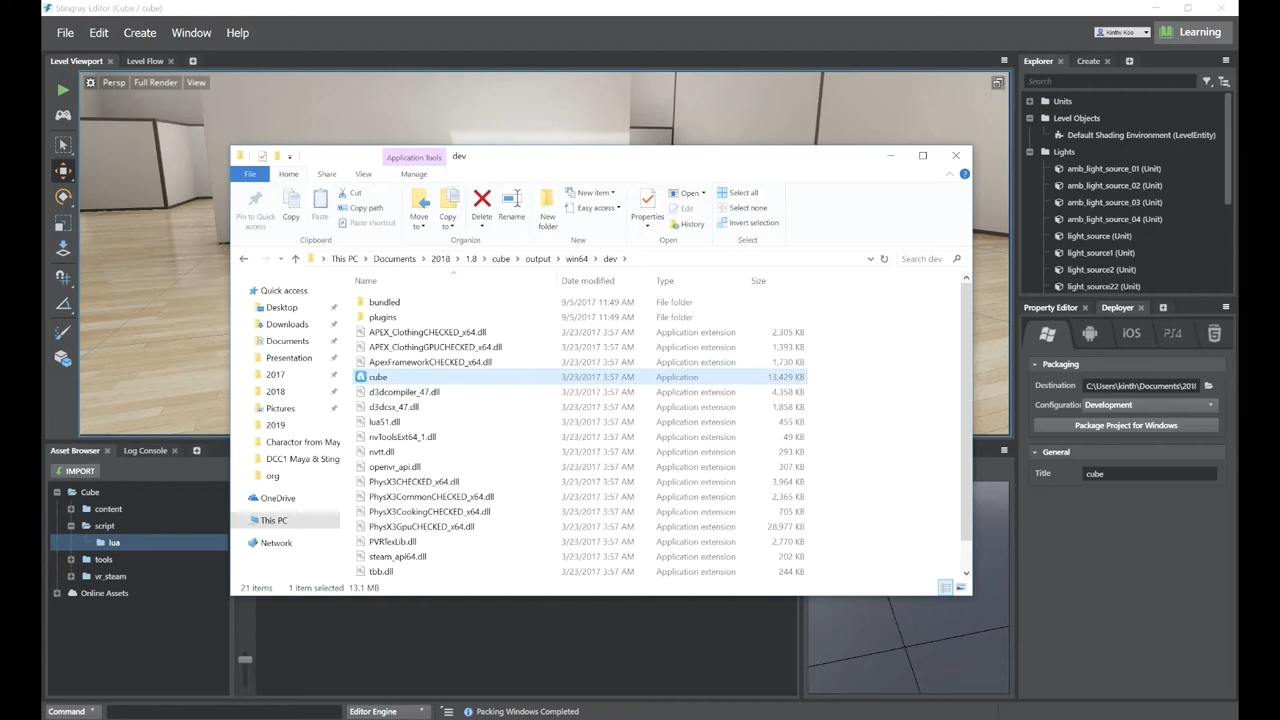 Stingray Editor (Cube / cube)
File Edit Create Window Help
Kinthy Koo
Learning
Level Viewport
Level Flow
Persp
Full Render
View
Explorer
Create
Search
Units
Level Objects
Default Shading Environment (LevelEntity)
Lights
amb_light_source_01 (Unit)
amb_light_source_02 (Unit)
amb_light_source_03 (Unit)
amb_light_source_04 (Unit)
light_source (Unit)
light_source1 (Unit)
light_source2 (Unit)
light_source22 (Unit)
Application Tools
dev
File
Home
Share
View
Manage
Pin to Quick access
Copy
Paste
Cut
Copy path
Paste shortcut
Clipboard
Move to
Copy to
Delete
Rename
Organize
New folder
New item
Easy access
New
Properties
Open
Edit
History
Open
Select all
Select none
Invert selection
Select
This PC > Documents > 2018 > 1.8 > cube > output > win64 > dev >
Search dev
Name Date modified Type Size
Quick access
Desktop
Downloads
Documents
Presentation
2017
2018
Pictures
2019
Charactor from May
DCC1 Maya & Sting
org
OneDrive
This PC
Network
bundled 9/5/2017 11:49 AM File folder
plugins 9/5/2017 11:49 AM File folder
APEX_ClothingCHECKED_x64.dll 3/23/2017 3:57 AM Application extension 2,305 KB
APEX_ClothingGPUCHECKED_x64.dll 3/23/2017 3:57 AM Application extension 1,393 KB
ApexFrameworkCHECKED_x64.dll 3/23/2017 3:57 AM Application extension 1,730 KB
cube 3/23/2017 3:57 AM Application 13,429 KB
d3dcompiler_47.dll 3/23/2017 3:57 AM Application extension 4,358 KB
d3dcsx_47.dll 3/23/2017 3:57 AM Application extension 1,858 KB
lua51.dll 3/23/2017 3:57 AM Application extension 455 KB
nvToolsExt64_1.dll 3/23/2017 3:57 AM Application extension 49 KB
nvtt.dll 3/23/2017 3:57 AM Application extension 293 KB
openvr_api.dll 3/23/2017 3:57 AM Application extension 307 KB
PhysX3CHECKED_x64.dll 3/23/2017 3:57 AM Application extension 3,964 KB
PhysX3CommonCHECKED_x64.dll 3/23/2017 3:57 AM Application extension 2,365 KB
PhysX3CookingCHECKED_x64.dll 3/23/2017 3:57 AM Application extension 705 KB
PhysX3GpuCHECKED_x64.dll 3/23/2017 3:57 AM Application extension 28,977 KB
PVRTexLib.dll 3/23/2017 3:57 AM Application extension 2,770 KB
steam_api64.dll 3/23/2017 3:57 AM Application extension 202 KB
tbb.dll 3/23/2017 3:57 AM Application extension 244 KB
21 items 1 item selected 13.1 MB
Property Editor
Deployer
iOS
PS4
Packaging
Destination C:\Users\kinth\Documents\2018
Configuration Development
Package Project for Windows
General
Title cube
Asset Browser
Log Console
IMPORT
Cube
content
script
lua
tools
vr_steam
Online Assets
Command
Editor Engine
Packing Windows Completed